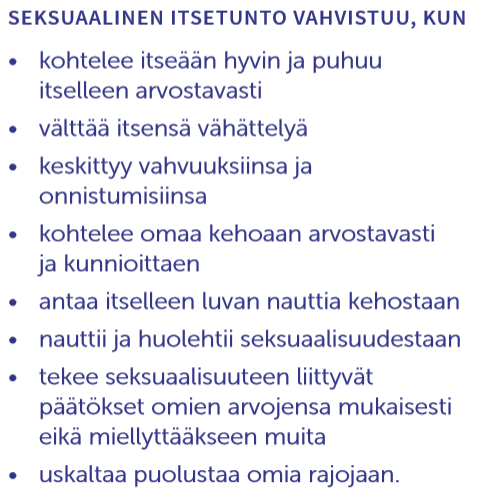 SEKSUAALINEN ITSETUNTO VAHVISTUU, KUN
• kohtelee itseään hyvin ja puhuu
itselleen arvostavasti
• välttää itsensä vähättelyä
• keskittyy vahvuuksiinsa ja
onnistumisiinsa
• kohtelee omaa kehoaan arvostavasti
ja kunnioittaen
• antaa itselleen luvan nauttia kehostaan
• nauttii ja huolehtii seksuaalisuudestaan
• tekee seksuaalisuuteen liittyvät
päätökset omien arvojensa mukaisesti
eikä miellyttääkseen muita
• uskaltaa puolustaa omia rajojaan.